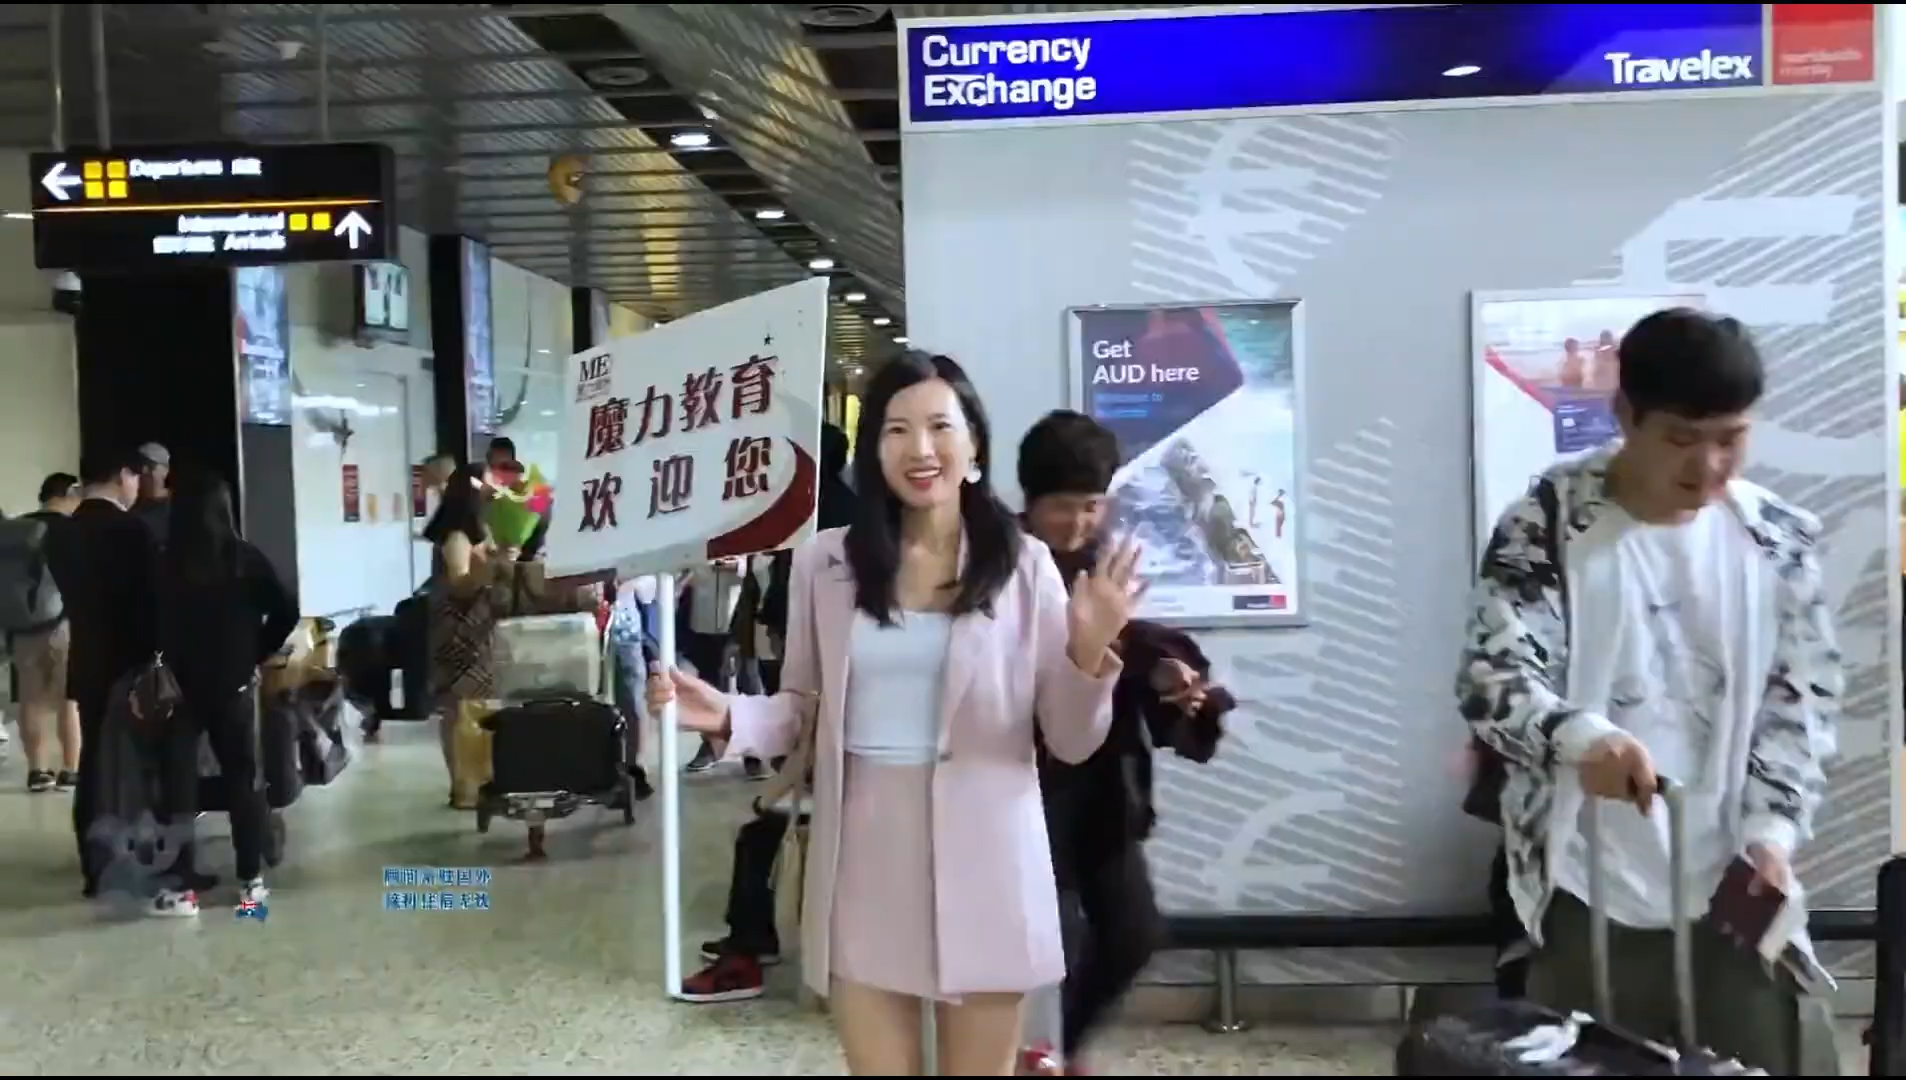 Currency
Exchange
Travelex
Departures
International
Arrivals
ME
魔力教育
欢迎您
Get
AUD here